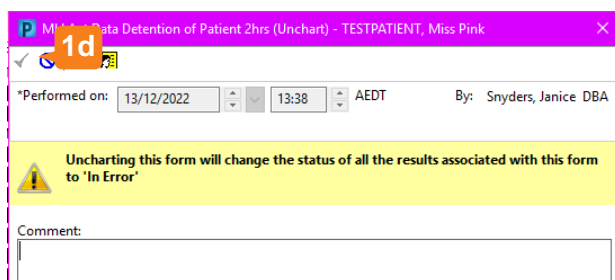 P MH Act Data Detention of Patient 2hrs (Unchart) - TESTPATIENT, Miss Pink
1d
*Performed on: 13/12/2022 13:38 AEDT By: Snyders, Janice DBA
Uncharting this form will change the status of all the results associated with this form
to 'In Error'
Comment: